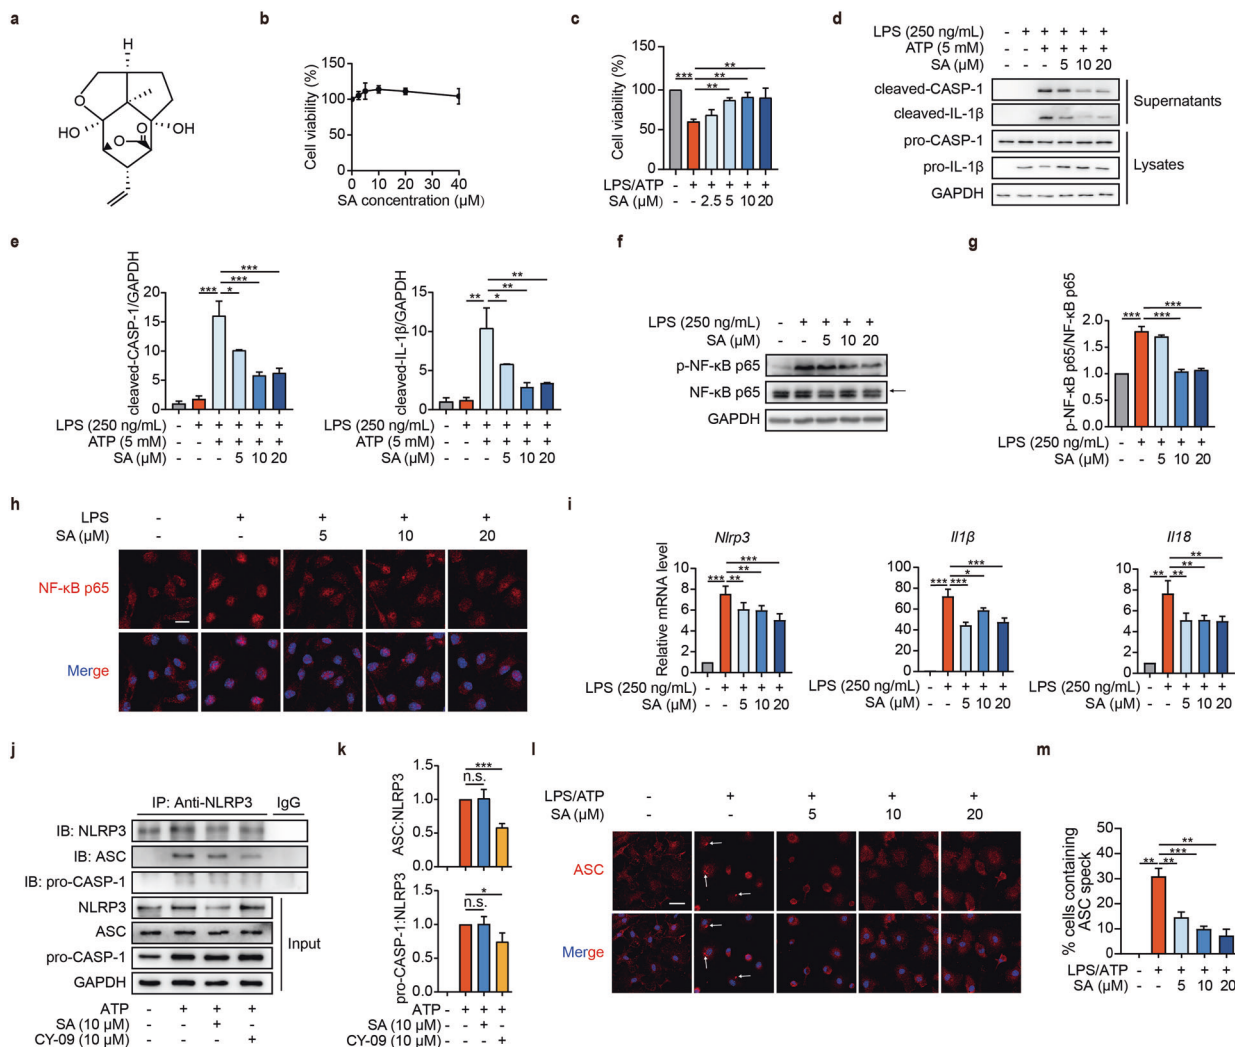 a
H
O
HO
OH
O
O
b
Cell viability (%)
150
100
50
0
0
10
20
30
40
SA concentration (μM)
c
Cell viability (%)
150
100
50
0
***
**
**
**
LPS/ATP - + + + + +
SA (μM) - - 2.5 5 10 20
d
LPS (250 ng/mL) - + + + + +
ATP (5 mM) - - + + + +
SA (μM) - - - 5 10 20
cleaved-CASP-1
cleaved-IL-1β
Supernatants
pro-CASP-1
pro-IL-1β
GAPDH
Lysates
e
cleaved-CASP-1/GAPDH
20
15
10
5
0
***
***
*** *
LPS (250 ng/mL) - + + + + +
ATP (5 mM) - - + + + +
SA (μM) - - - 5 10 20
cleaved-IL-1β/GAPDH
15
10
5
0
**
**
** *
LPS (250 ng/mL) - + + + + +
ATP (5 mM) - - + + + +
SA (μM) - - - 5 10 20
f
LPS (250 ng/mL) - + + + +
SA (μM) - - 5 10 20
p-NF-κB p65
NF-κB p65
GAPDH
g
p-NF-κB p65/NF-κB p65
2.0
1.5
1.0
0.5
0.0
***
*** ***
LPS (250 ng/mL) - + + + +
SA (μM) - - 5 10 20
h
LPS - + + + +
SA (μM) - - 5 10 20
NF-κB p65
Merge
i
Relative mRNA level
Nlrp3
10
8
6
4
2
0
***
**
*** **
LPS (250 ng/mL) - + + + +
SA (μM) - - 5 10 20
Il1β
100
80
60
40
20
0
***
*
*** ***
LPS (250 ng/mL) - + + + +
SA (μM) - - 5 10 20
Il18
10
8
6
4
2
0
**
**
** **
LPS (250 ng/mL) - + + + +
SA (μM) - - 5 10 20
j
IP: Anti-NLRP3 IgG
IB: NLRP3
IB: ASC
IB: pro-CASP-1
NLRP3
ASC
pro-CASP-1
GAPDH
Input
ATP - + + +
SA (10 μM) - - + -
CY-09 (10 μM) - - - +
k
ASC:NLRP3
1.5
1.0
0.5
0.0
***
n.s.
pro-CASP-1:NLRP3
1.5
1.0
0.5
0.0
*
n.s.
ATP - + + +
SA (10 μM) - - + -
CY-09 (10 μM) - - - +
l
LPS/ATP - + + + +
SA (μM) - - 5 10 20
ASC
Merge
m
% cells containing
ASC speck
50
40
30
20
10
0
**
***
** **
LPS/ATP - + + + +
SA (μM) - - 5 10 20